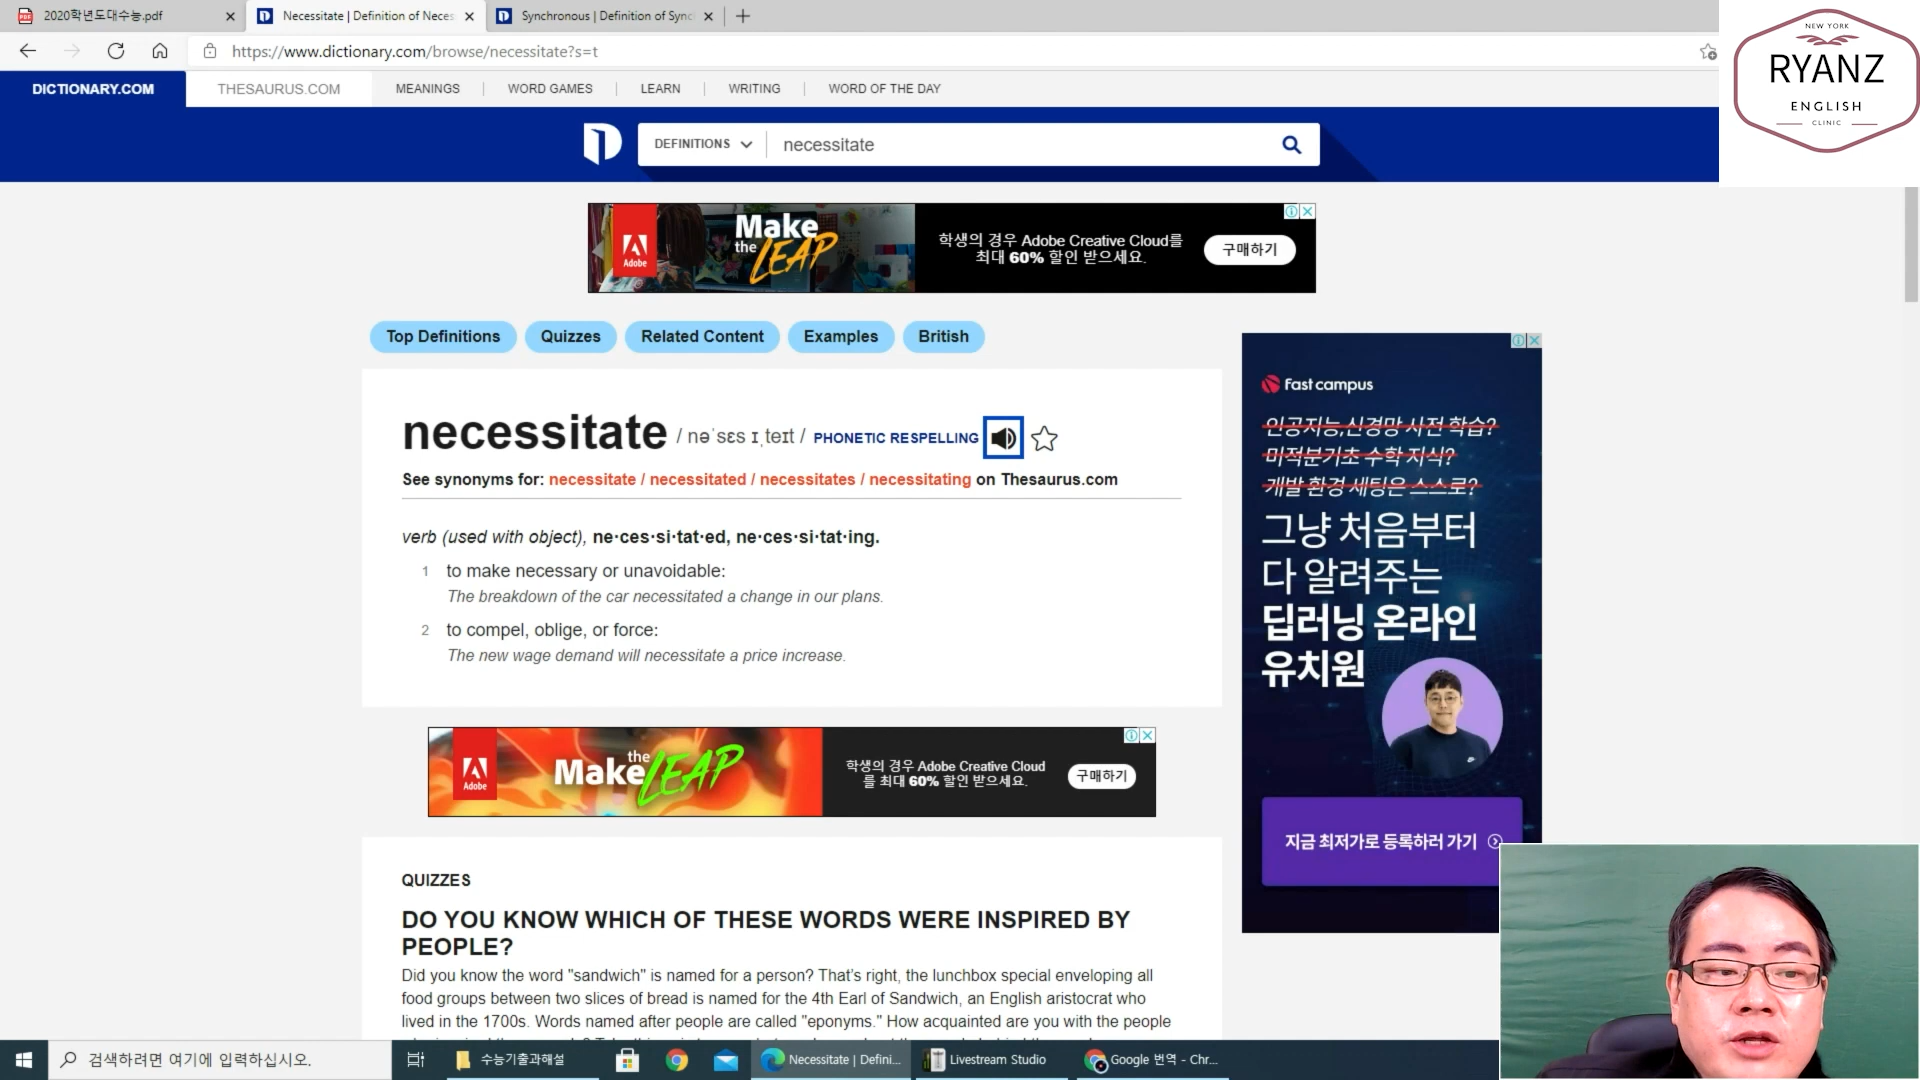 2020학년도대수능.pdf
Necessitate | Definition of Neces
Synchronous | Definition of Sync
https://www.dictionary.com/browse/necessitate?s=t
NEW YORK
RYANZ
ENGLISH
CLINIC
DICTIONARY.COM
THESAURUS.COM
MEANINGS
WORD GAMES
LEARN
WRITING
WORD OF THE DAY
DEFINITIONS
necessitate
Adobe
Make
the LEAP
학생의 경우 Adobe Creative Cloud를
최대 60% 할인 받으세요.
구매하기
Top Definitions
Quizzes
Related Content
Examples
British
necessitate / nəˈsɛs ɪˌteɪt / PHONETIC RESPELLING
See synonyms for: necessitate / necessitated / necessitates / necessitating on Thesaurus.com
verb (used with object), ne·ces·si·tat·ed, ne·ces·si·tat·ing.
1 to make necessary or unavoidable:
The breakdown of the car necessitated a change in our plans.
2 to compel, oblige, or force:
The new wage demand will necessitate a price increase.
Fast campus
인공지능,신경망 사전 학습?
미적분기초 수학 지식?
개발 환경 세팅은 스스로?
그냥 처음부터
다 알려주는
딥러닝 온라인
유치원
지금 최저가로 등록하러 가기
Adobe
the
Make LEAP
학생의 경우 Adobe Creative Cloud
를 최대 60% 할인 받으세요.
구매하기
QUIZZES
DO YOU KNOW WHICH OF THESE WORDS WERE INSPIRED BY
PEOPLE?
Did you know the word "sandwich" is named for a person? That's right, the lunchbox special enveloping all
food groups between two slices of bread is named for the 4th Earl of Sandwich, an English aristocrat who
lived in the 1700s. Words named after people are called "eponyms." How acquainted are you with the people
검색하려면 여기에 입력하십시오.
수능기출과해설
Necessitate | Defini...
Livestream Studio
Google 번역 - Chr...